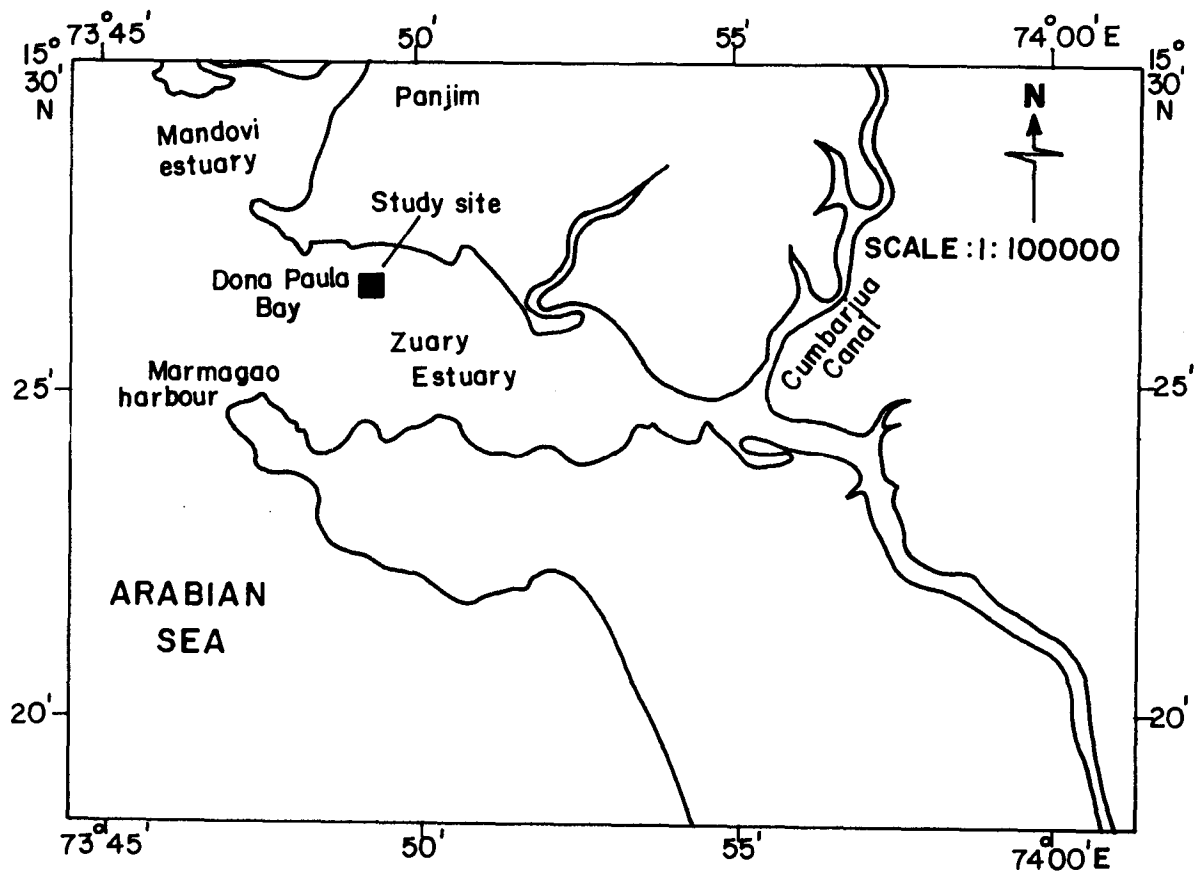 73°45'
50'
55'
74°00'E
15°
30'
N
15°
30'
N
Panjim
N
Mandovi
estuary
Study site
SCALE :1: 100000
Dona Paula
Bay
Cumbarjua
Canal
Zuary
Estuary
Marmagao
harbour
25'
25'
ARABIAN
SEA
20'
20'
73°45'
50'
55'
74°00'E